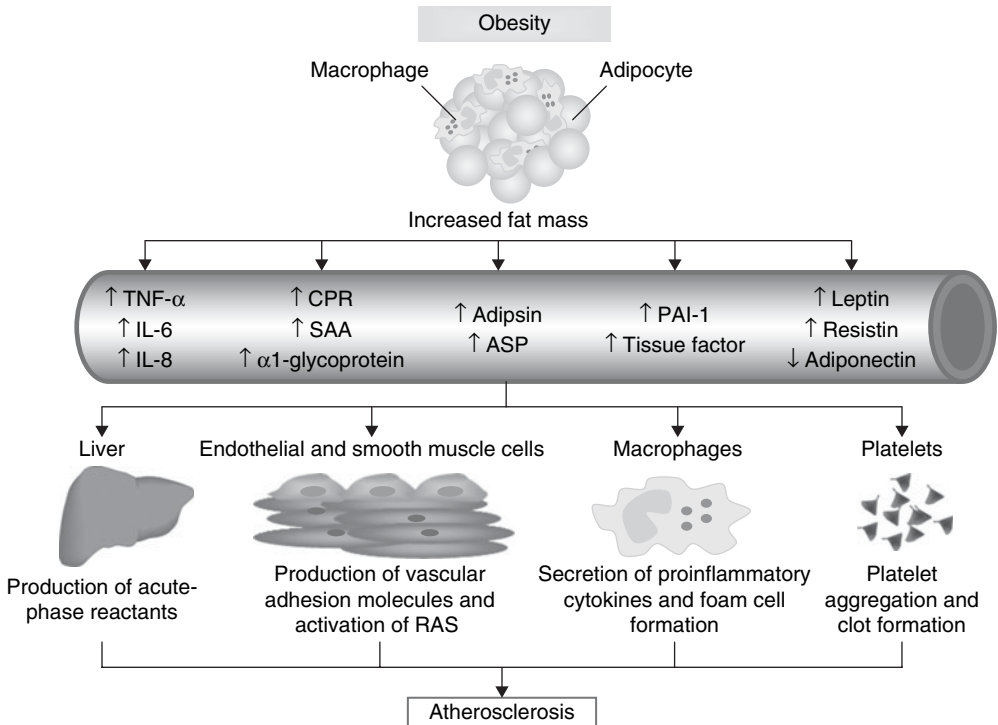 Obesity
Macrophage
Adipocyte
Increased fat mass
↑ TNF-α
↑ IL-6
↑ IL-8
↑ CPR
↑ SAA
↑ α1-glycoprotein
↑ Adipsin
↑ ASP
↑ PAI-1
↑ Tissue factor
↑ Leptin
↑ Resistin
↓ Adiponectin
Liver
Production of acute-
phase reactants
Endothelial and smooth muscle cells
Production of vascular
adhesion molecules and
activation of RAS
Macrophages
Secretion of proinflammatory
cytokines and foam cell
formation
Platelets
Platelet
aggregation and
clot formation
Atherosclerosis